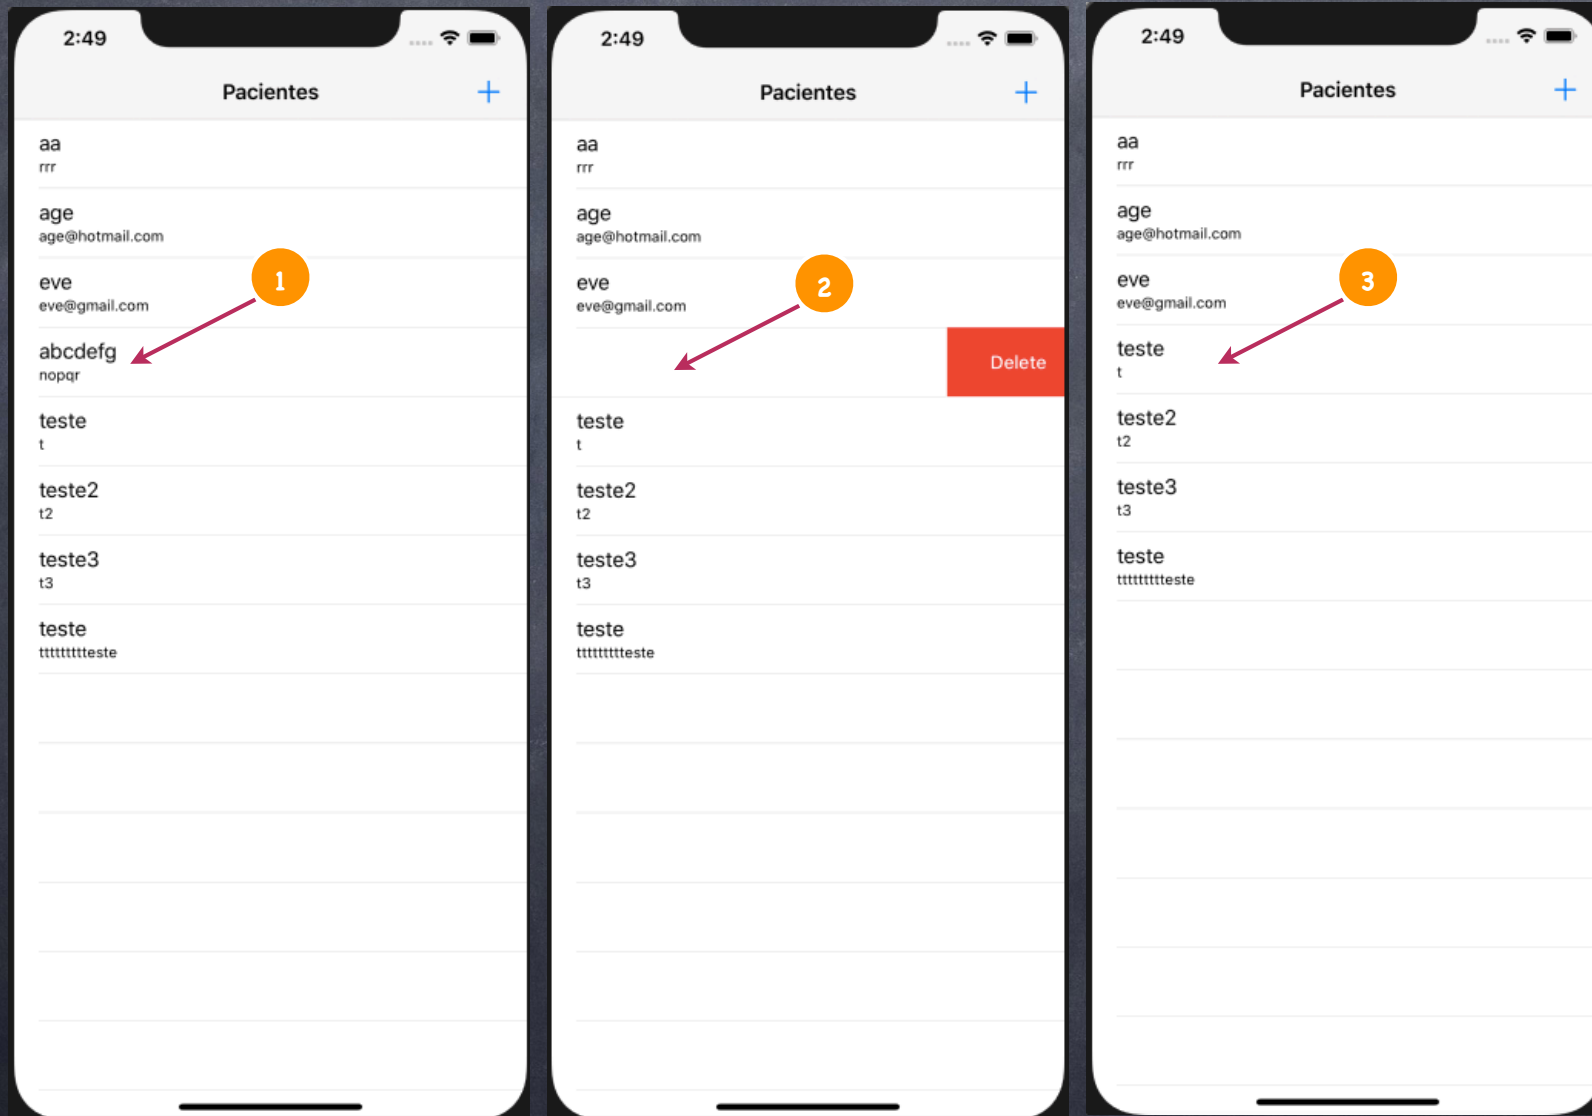 2:49
Pacientes
+
aa
rrr
age
age@hotmail.com
1
eve
eve@gmail.com
abcdefg
nopqr
teste
t
teste2
t2
teste3
t3
teste
tttttttttteste
2:49
Pacientes
+
aa
rrr
age
age@hotmail.com
2
eve
eve@gmail.com
Delete
teste
t
teste2
t2
teste3
t3
teste
tttttttttteste
2:49
Pacientes
+
aa
rrr
age
age@hotmail.com
3
eve
eve@gmail.com
teste
t
teste2
t2
teste3
t3
teste
tttttttttteste